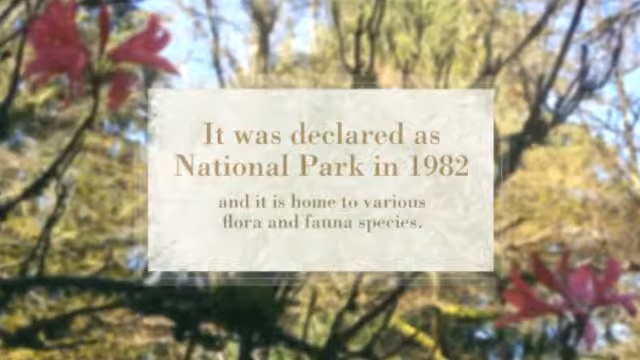 It was declared as
National Park in 1982
and it is home to various
flora and fauna species.